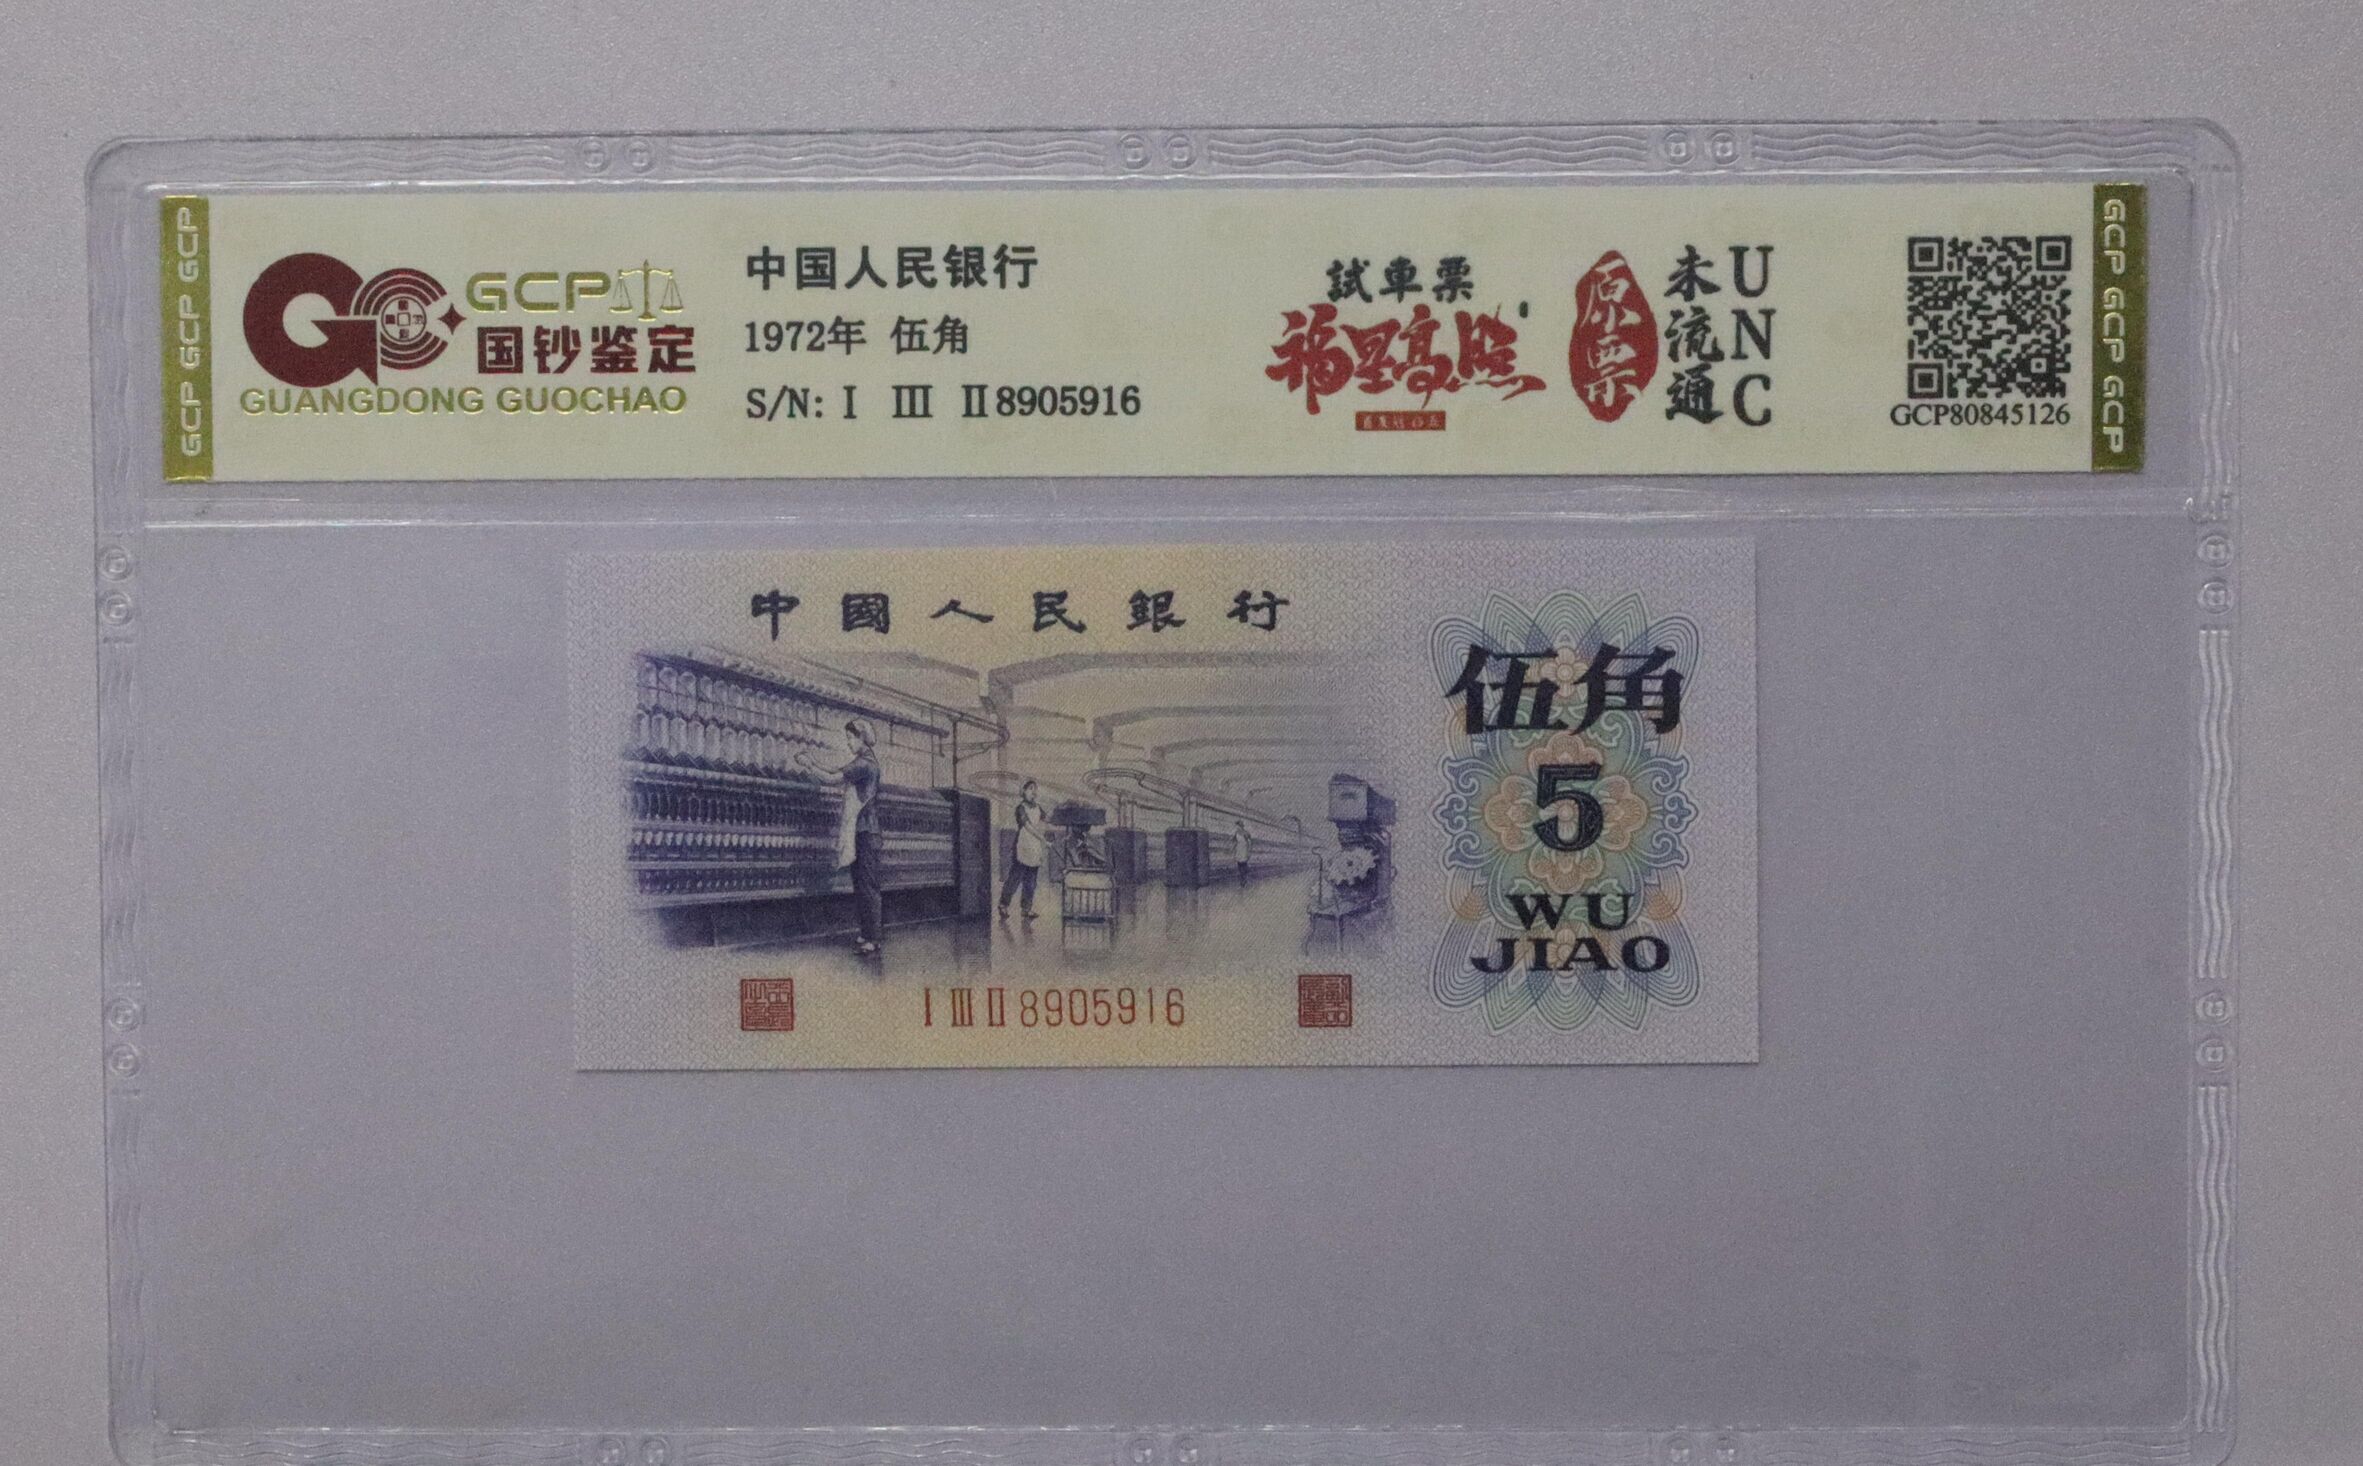 GCP GCP GCP
GCP
国钞鉴定
GUANGDONG GUOCHAO
中国人民银行
1972年 伍角
S/N: Ⅰ Ⅲ Ⅱ 8905916
試車票
福星高照
原票
未流通
UNC
GCP80845126
GCP GCP GCP
中國人民銀行
伍角
5
WU
JIAO
Ⅰ Ⅲ Ⅱ 8905916